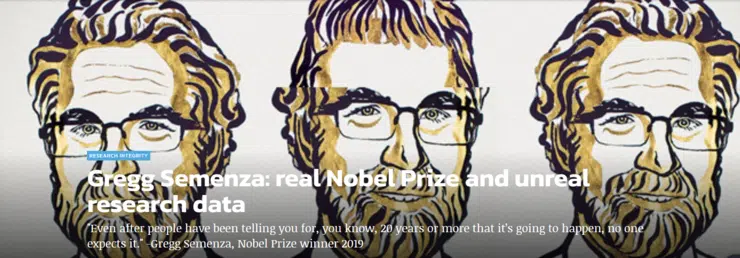 RESEARCH INTEGRITY
Gregg Semenza: real Nobel Prize and unreal
research data
"Even after people have been telling you for, you know, 20 years or more that it's going to happen, no one
expects it." -Gregg Semenza, Nobel Prize winner 2019